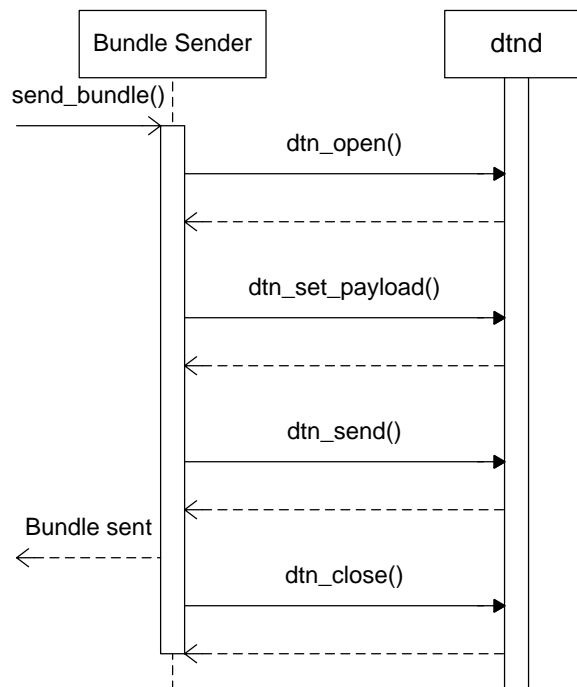 Bundle Sender
dtnd
send_bundle()
dtn_open()
dtn_set_payload()
dtn_send()
Bundle sent
dtn_close()